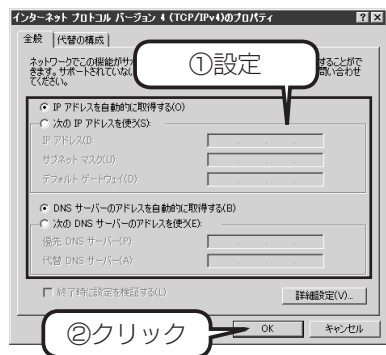 インターネット プロトコル バージョン 4 (TCP/IPv4)のプロパティ
全般 代替の構成
ネットワークでこの機能がサ することがで
きます。サポートされていない 問い合わせ
てください。
①設定
IP アドレスを自動的に取得する(O)
次の IP アドレスを使う(S):
IP アドレス(I):
サブネット マスク(U):
デフォルト ゲートウェイ(D):
DNS サーバーのアドレスを自動的に取得する(B)
次の DNS サーバーのアドレスを使う(E):
優先 DNS サーバー(P):
代替 DNS サーバー(A):
終了時に設定を検証する(L)
詳細設定(V)...
②クリック
OK キャンセル